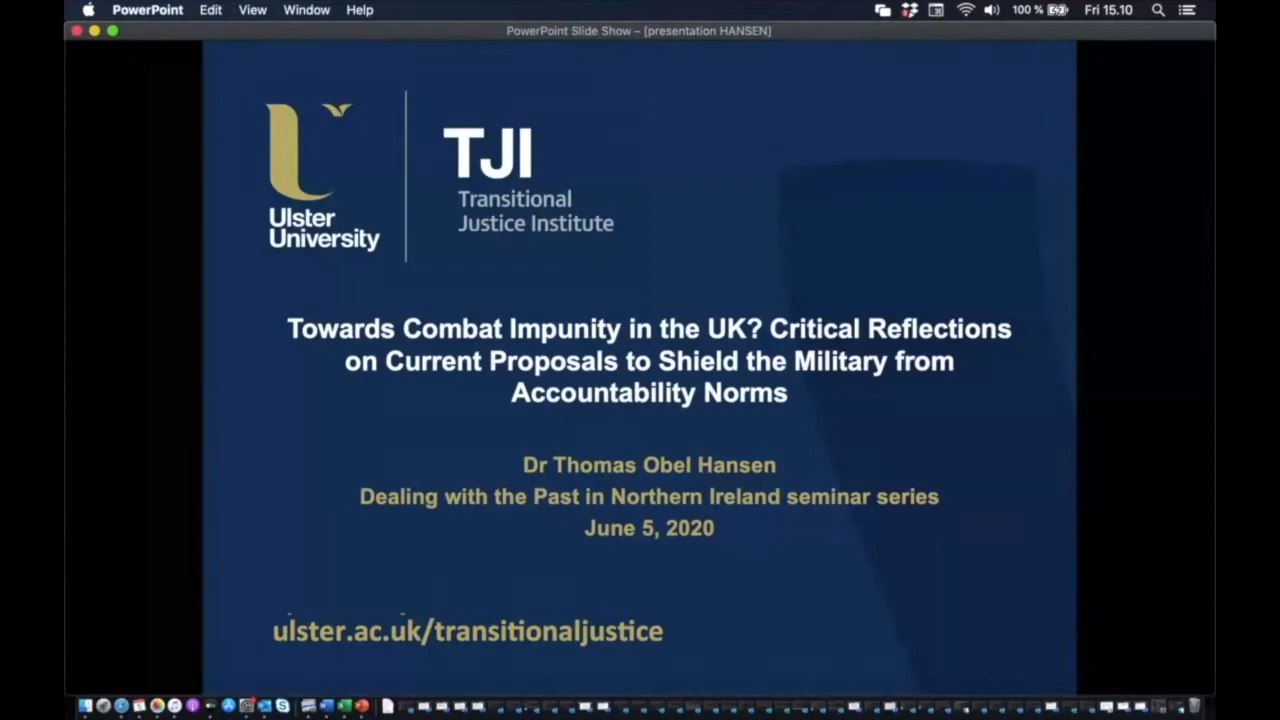 PowerPoint Edit View Window Help 100 % Fri 15.10
PowerPoint Slide Show – [presentation HANSEN]
Ulster
University
TJI
Transitional
Justice Institute
Towards Combat Impunity in the UK? Critical Reflections
on Current Proposals to Shield the Military from
Accountability Norms
Dr Thomas Obel Hansen
Dealing with the Past in Northern Ireland seminar series
June 5, 2020
ulster.ac.uk/transitionaljustice